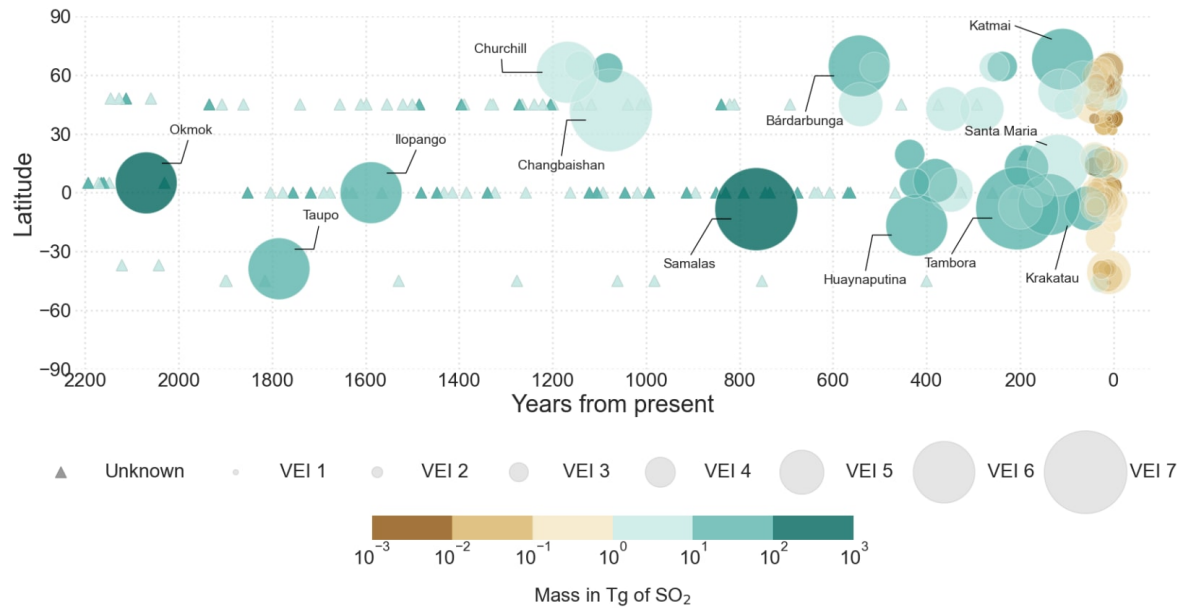 90
60
30
0
−30
−60
−90
Latitude
Katmai
Churchill
Okmok
Ilopango
Bárdarbunga
Santa Maria
Changbaishan
Taupo
Samalas
Huaynaputina
Tambora
Krakatau
2200 2000 1800 1600 1400 1200 1000 800 600 400 200 0
Years from present
Unknown VEI 1 VEI 2 VEI 3 VEI 4 VEI 5 VEI 6 VEI 7
10⁻³ 10⁻² 10⁻¹ 10⁰ 10¹ 10² 10³
Mass in Tg of SO₂